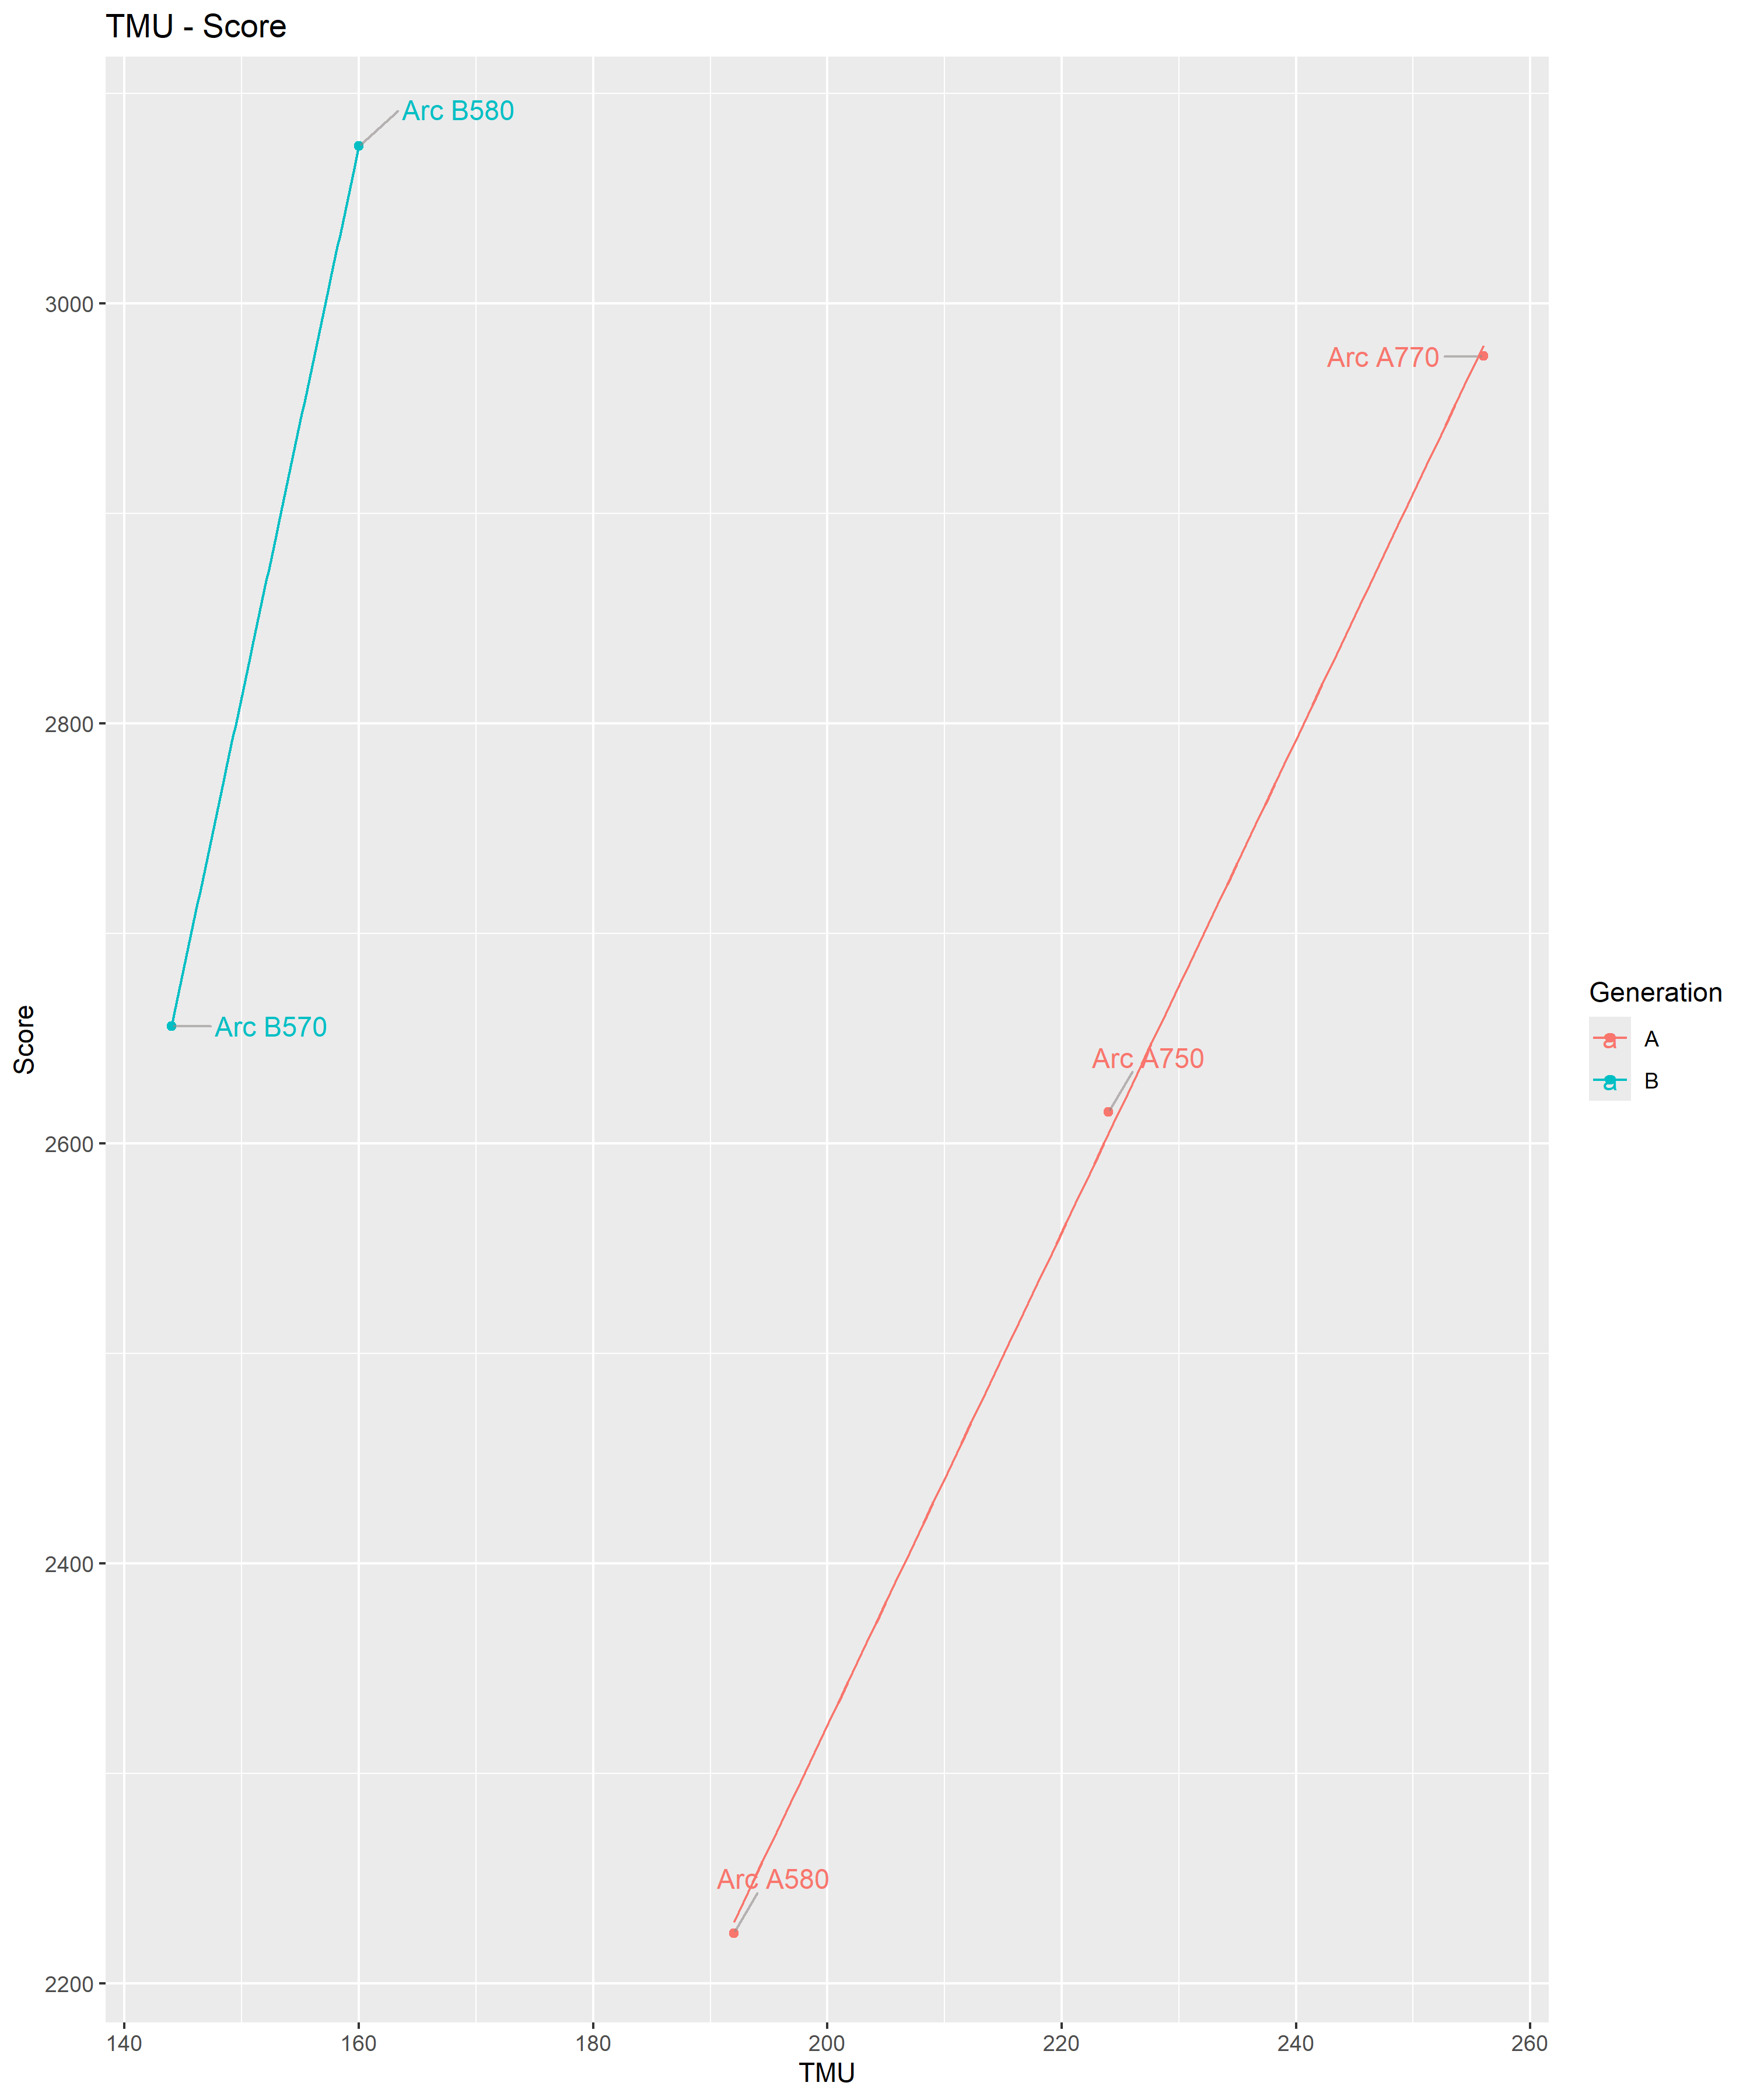 TMU - Score
Arc B580
3000
Arc A770
2800
Generation
A
B
Score
Arc B570
Arc A750
2600
2400
Arc A580
2200
140 160 180 200 220 240 260
TMU